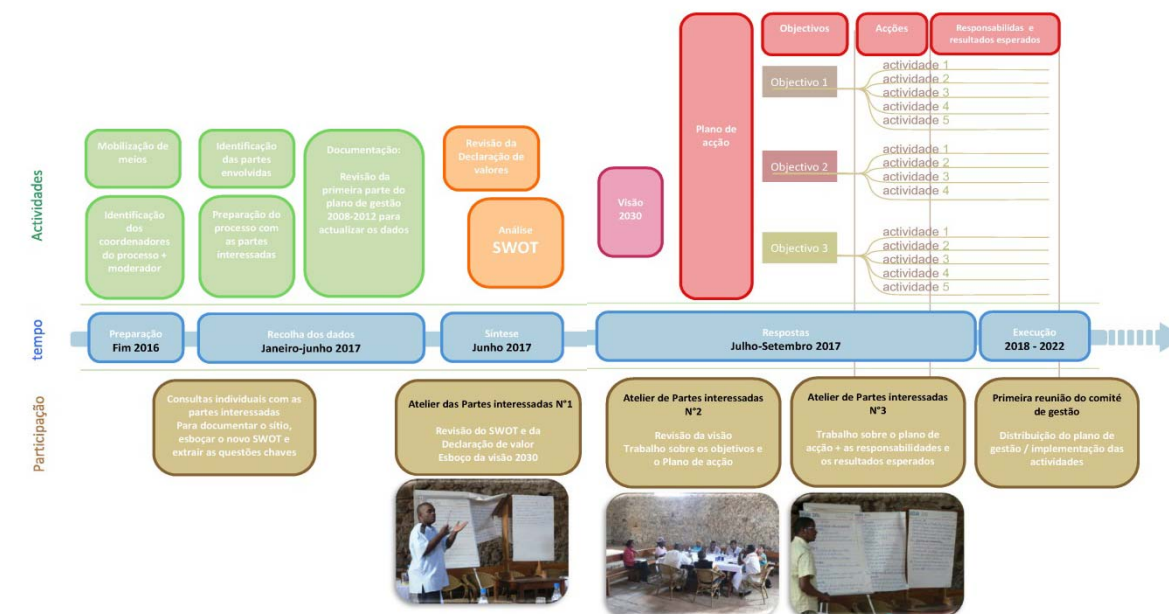 Objectivos
Acções
Responsabilidas e
resultados esperados
Plano de
acção
Objectivo 1
actividade 1
actividade 2
actividade 3
actividade 4
actividade 5
Objectivo 2
actividade 1
actividade 2
actividade 3
actividade 4
Objectivo 3
actividade 1
actividade 2
actividade 3
actividade 4
actividade 5
Actividades
Mobilização de
meios
Identificação
dos
coordenadores
do processo +
moderador
Identificação
das partes
envolvidas
Preparação do
processo com
as partes
interessadas
Documentação:
Revisão da
primeira parte do
plano de gestão
2008-2012 para
actualizar os dados
Revisão da
Declaração de
valores
Análise
SWOT
Visão
2030
tempo
Preparação
Fim 2016
Recolha dos dados
Janeiro-junho 2017
Síntese
Junho 2017
Respostas
Julho-Setembro 2017
Execução
2018 - 2022
Participação
Consultas individuais com as
partes interessadas
Para documentar o sítio,
esboçar o novo SWOT e
extrair as questões chaves
Atelier das Partes interessadas N°1
Revisão do SWOT e da
Declaração de valor
Esboço da visão 2030
Atelier de Partes interessadas
N°2
Revisão da visão
Trabalho sobre os objetivos e
o Plano de acção
Atelier de Partes interessadas
N°3
Trabalho sobre o plano de
acção + as responsabilidades e
os resultados esperados
Primeira reunião do comité
de gestão
Distribuição do plano de
gestão / implementação das
actividades